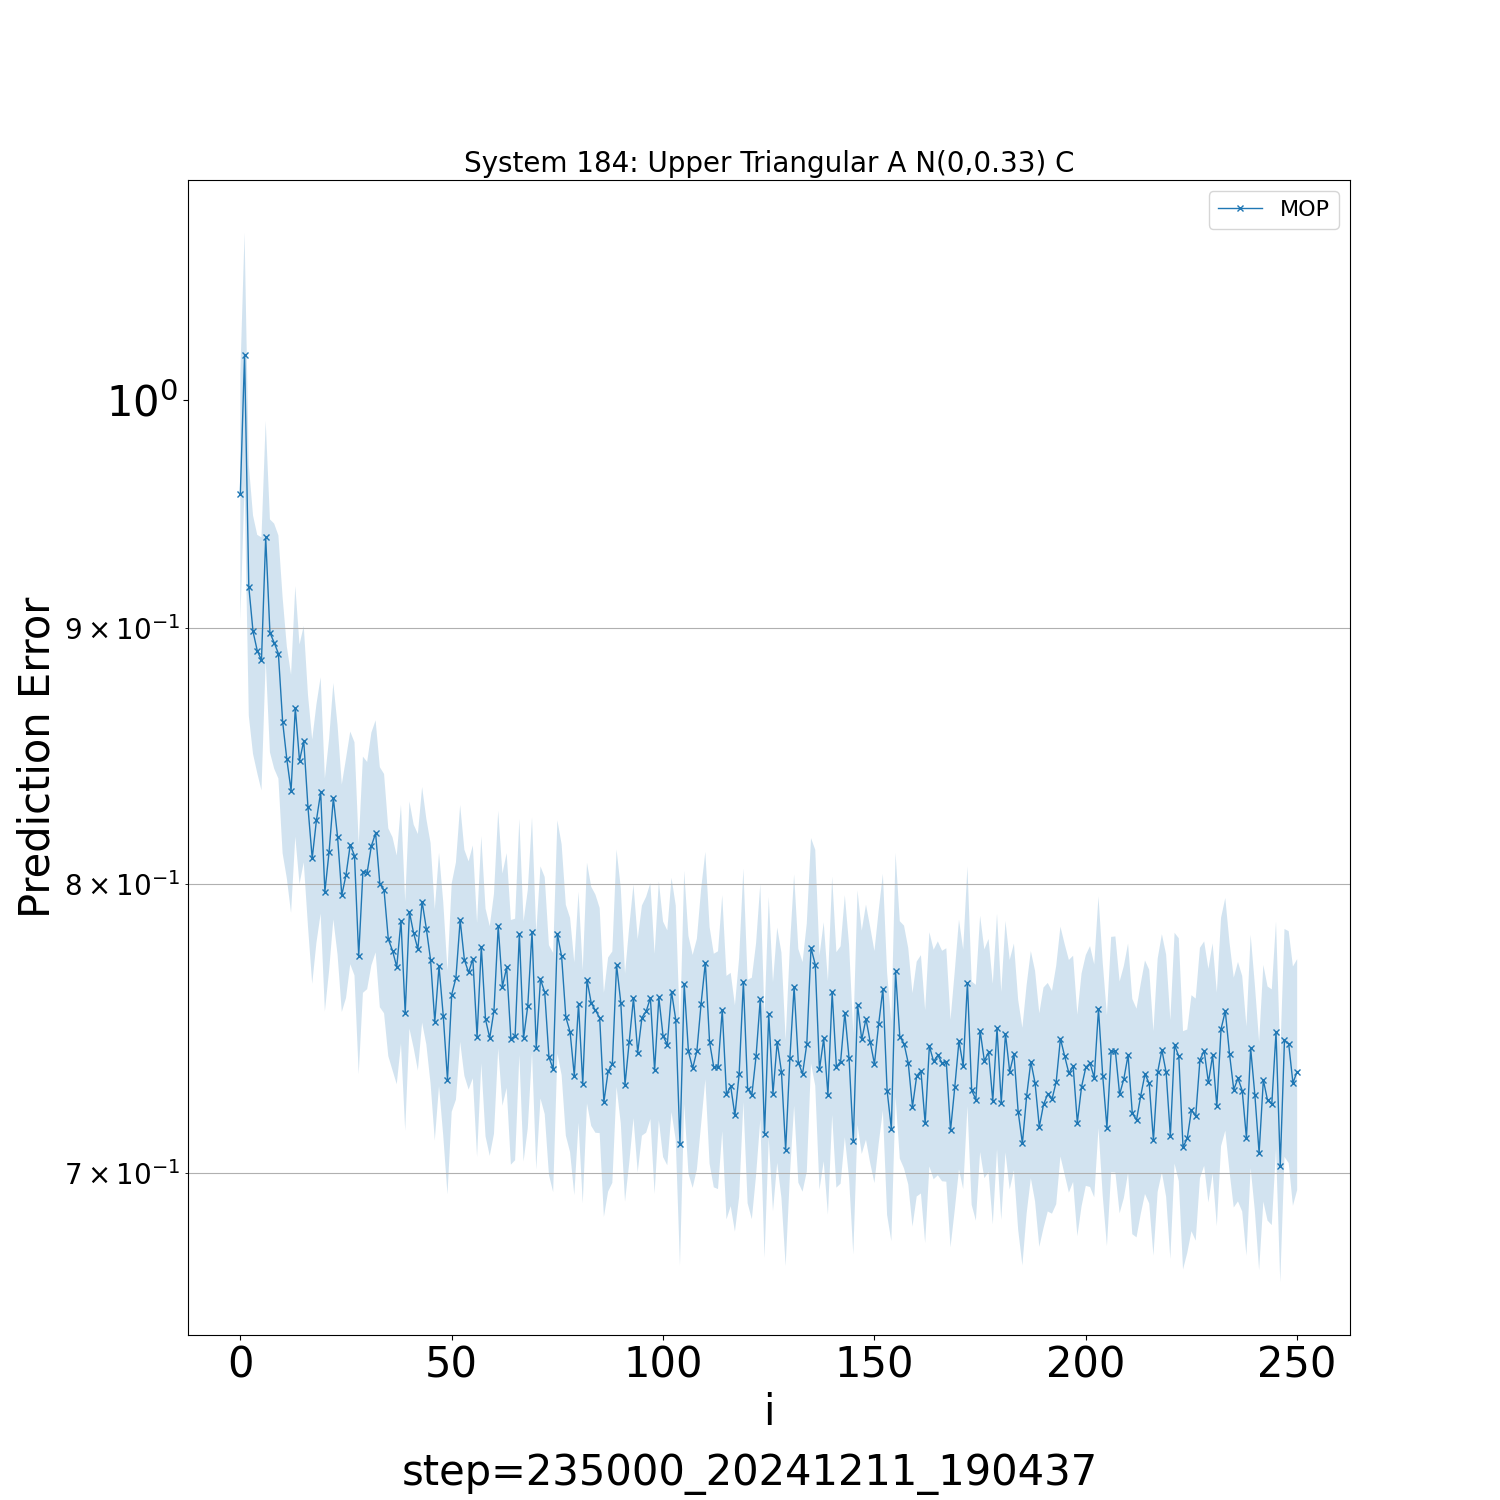 System 184: Upper Triangular A N(0,0.33) C
MOP
10⁰
9 × 10⁻¹
8 × 10⁻¹
7 × 10⁻¹
Prediction Error
0 50 100 150 200 250
i
step=235000_20241211_190437